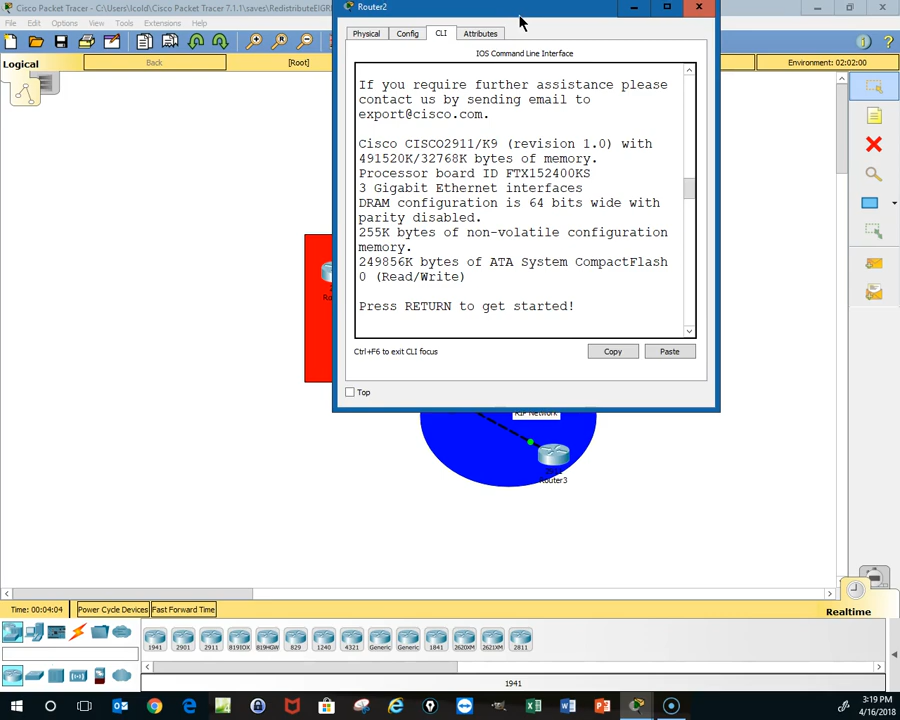 Cisco Packet Tracer - C:\Users\lcold\Cisco Packet Tracer 7.1.1\saves\RedistributeEIGR
Router2
File Edit Options View Tools Extensions
Physical Config CLI Attributes
Logical
Back
[Root]
Environment: 02:02:00
IOS Command Line Interface
If you require further assistance please
contact us by sending email to
export@cisco.com.
Cisco CISCO2911/K9 (revision 1.0) with
491520K/32768K bytes of memory.
Processor board ID FTX152400KS
3 Gigabit Ethernet interfaces
DRAM configuration is 64 bits wide with
parity disabled.
255K bytes of non-volatile configuration
memory.
249856K bytes of ATA System CompactFlash
0 (Read/Write)
Press RETURN to get started!
Ctrl+F6 to exit CLI focus
Copy
Paste
Top
RIP Network
Router3
Time: 00:04:04
Power Cycle Devices
Fast Forward Time
Realtime
1941 2901 2911 819IOX 819HGW 829 1240 4321 Generic Generic 1841 2620XM 2621XM 2811
1941
3:19 PM
4/16/2018